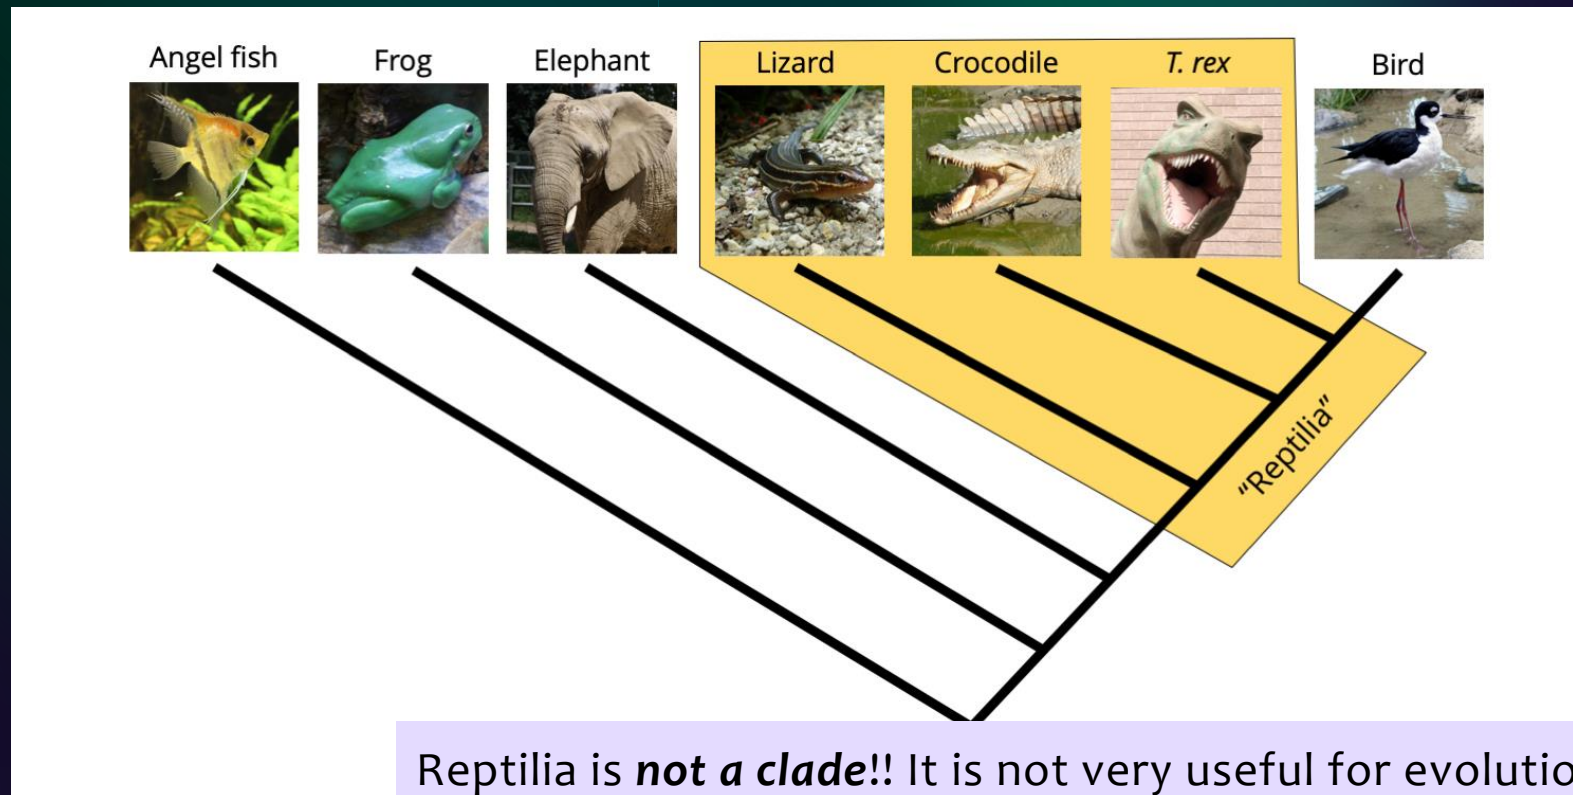 Angel fish Frog Elephant Lizard Crocodile T. rex Bird
"Reptilia"
Reptilia is not a clade!! It is not very useful for evolutio